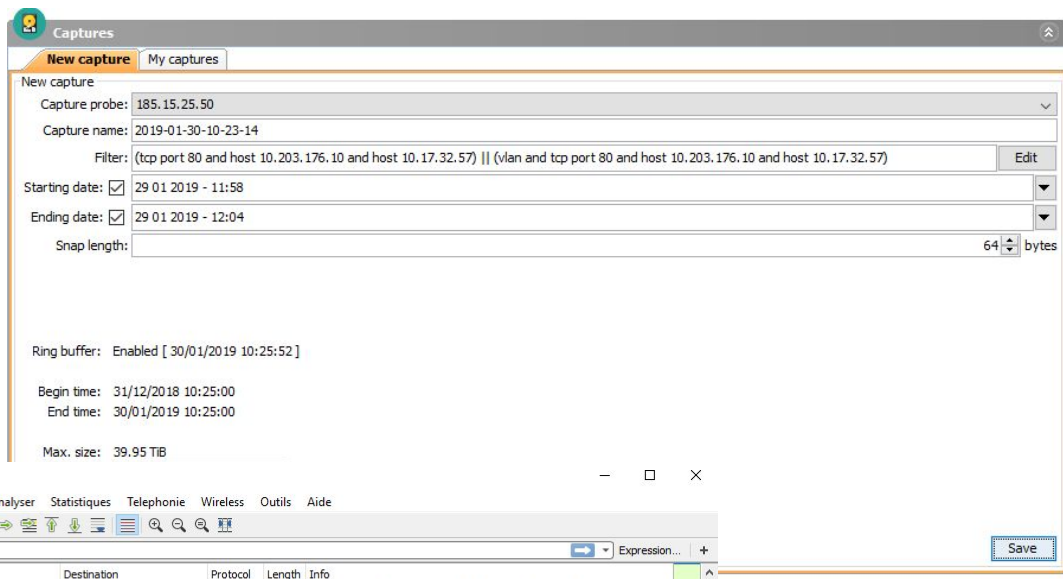 Captures
New capture My captures
New capture
Capture probe: 185.15.25.50
Capture name: 2019-01-30-10-23-14
Filter: (tcp port 80 and host 10.203.176.10 and host 10.17.32.57) || (vlan and tcp port 80 and host 10.203.176.10 and host 10.17.32.57) Edit
Starting date: 29 01 2019 - 11:58
Ending date: 29 01 2019 - 12:04
Snap length: 64 bytes
Ring buffer: Enabled [ 30/01/2019 10:25:52 ]
Begin time: 31/12/2018 10:25:00
End time: 30/01/2019 10:25:00
Max. size: 39.95 TiB
nalyser Statistiques Telephonie Wireless Outils Aide
Expression... +
Save
Destination Protocol Length Info